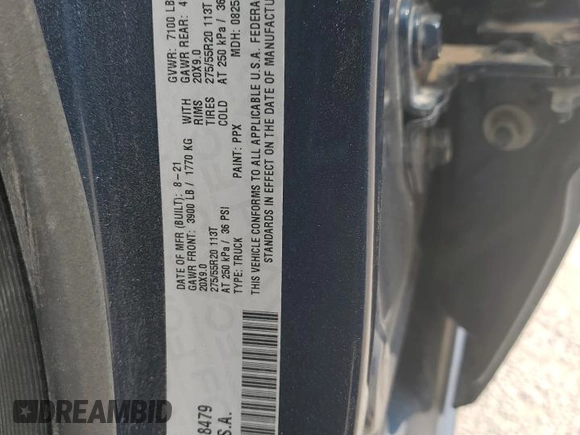 DATE OF MFR (BUILT): 8-21 GVWR: 7100 LB
GAWR FRONT: 3900 LB / 1770 KG WITH GAWR REAR: 4
20X9.0 RIMS 20X9.0
275/55R20 113T TIRES 275/55R20 113T
AT 250 kPa / 36 PSI COLD AT 250 kPa / 36
TYPE: TRUCK PAINT: PPX MDH: 0825
THIS VEHICLE CONFORMS TO ALL APPLICABLE U.S.A. FEDERA
STANDARDS IN EFFECT ON THE DATE OF MANUFACTU
8479
S.A.
DREAMBID